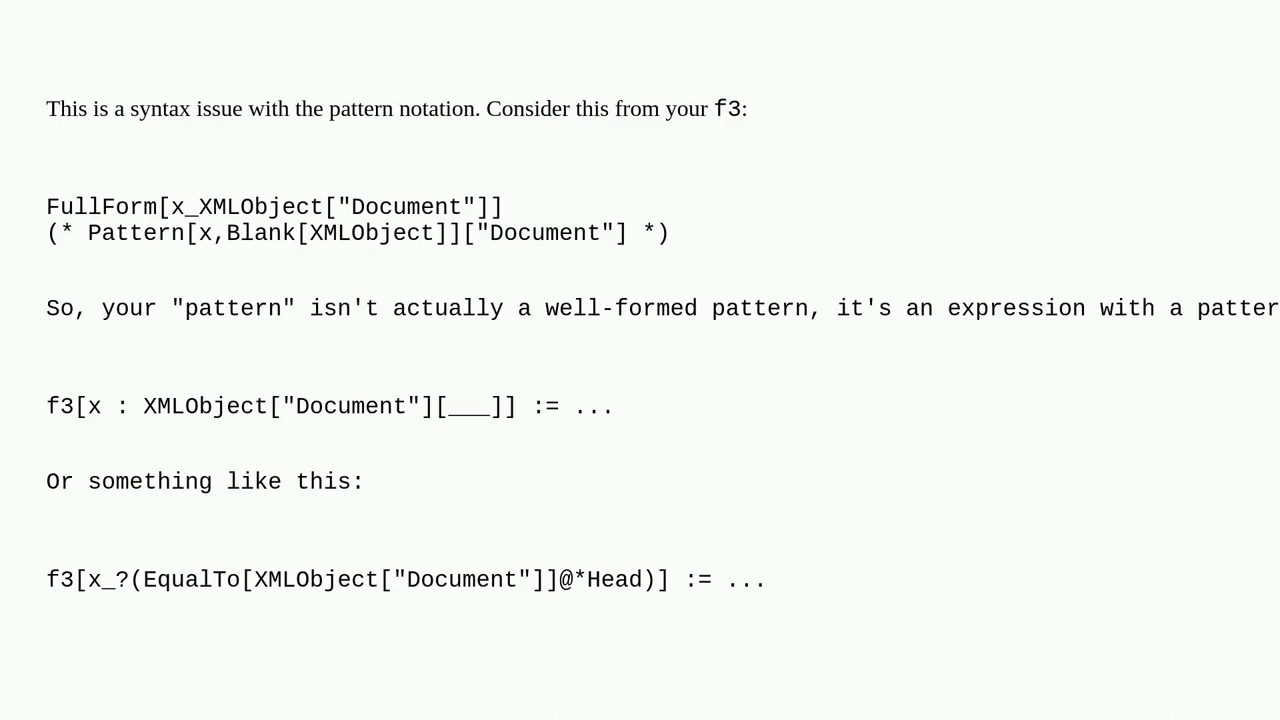 This is a syntax issue with the pattern notation. Consider this from your f3:
FullForm[x_XMLObject["Document"]]
(* Pattern[x,Blank[XMLObject]]["Document"] *)
So, your "pattern" isn't actually a well-formed pattern, it's an expression with a
f3[x : XMLObject["Document"][___]] := ...
Or something like this:
f3[x_?(EqualTo[XMLObject["Document"]]@*Head)] := ...